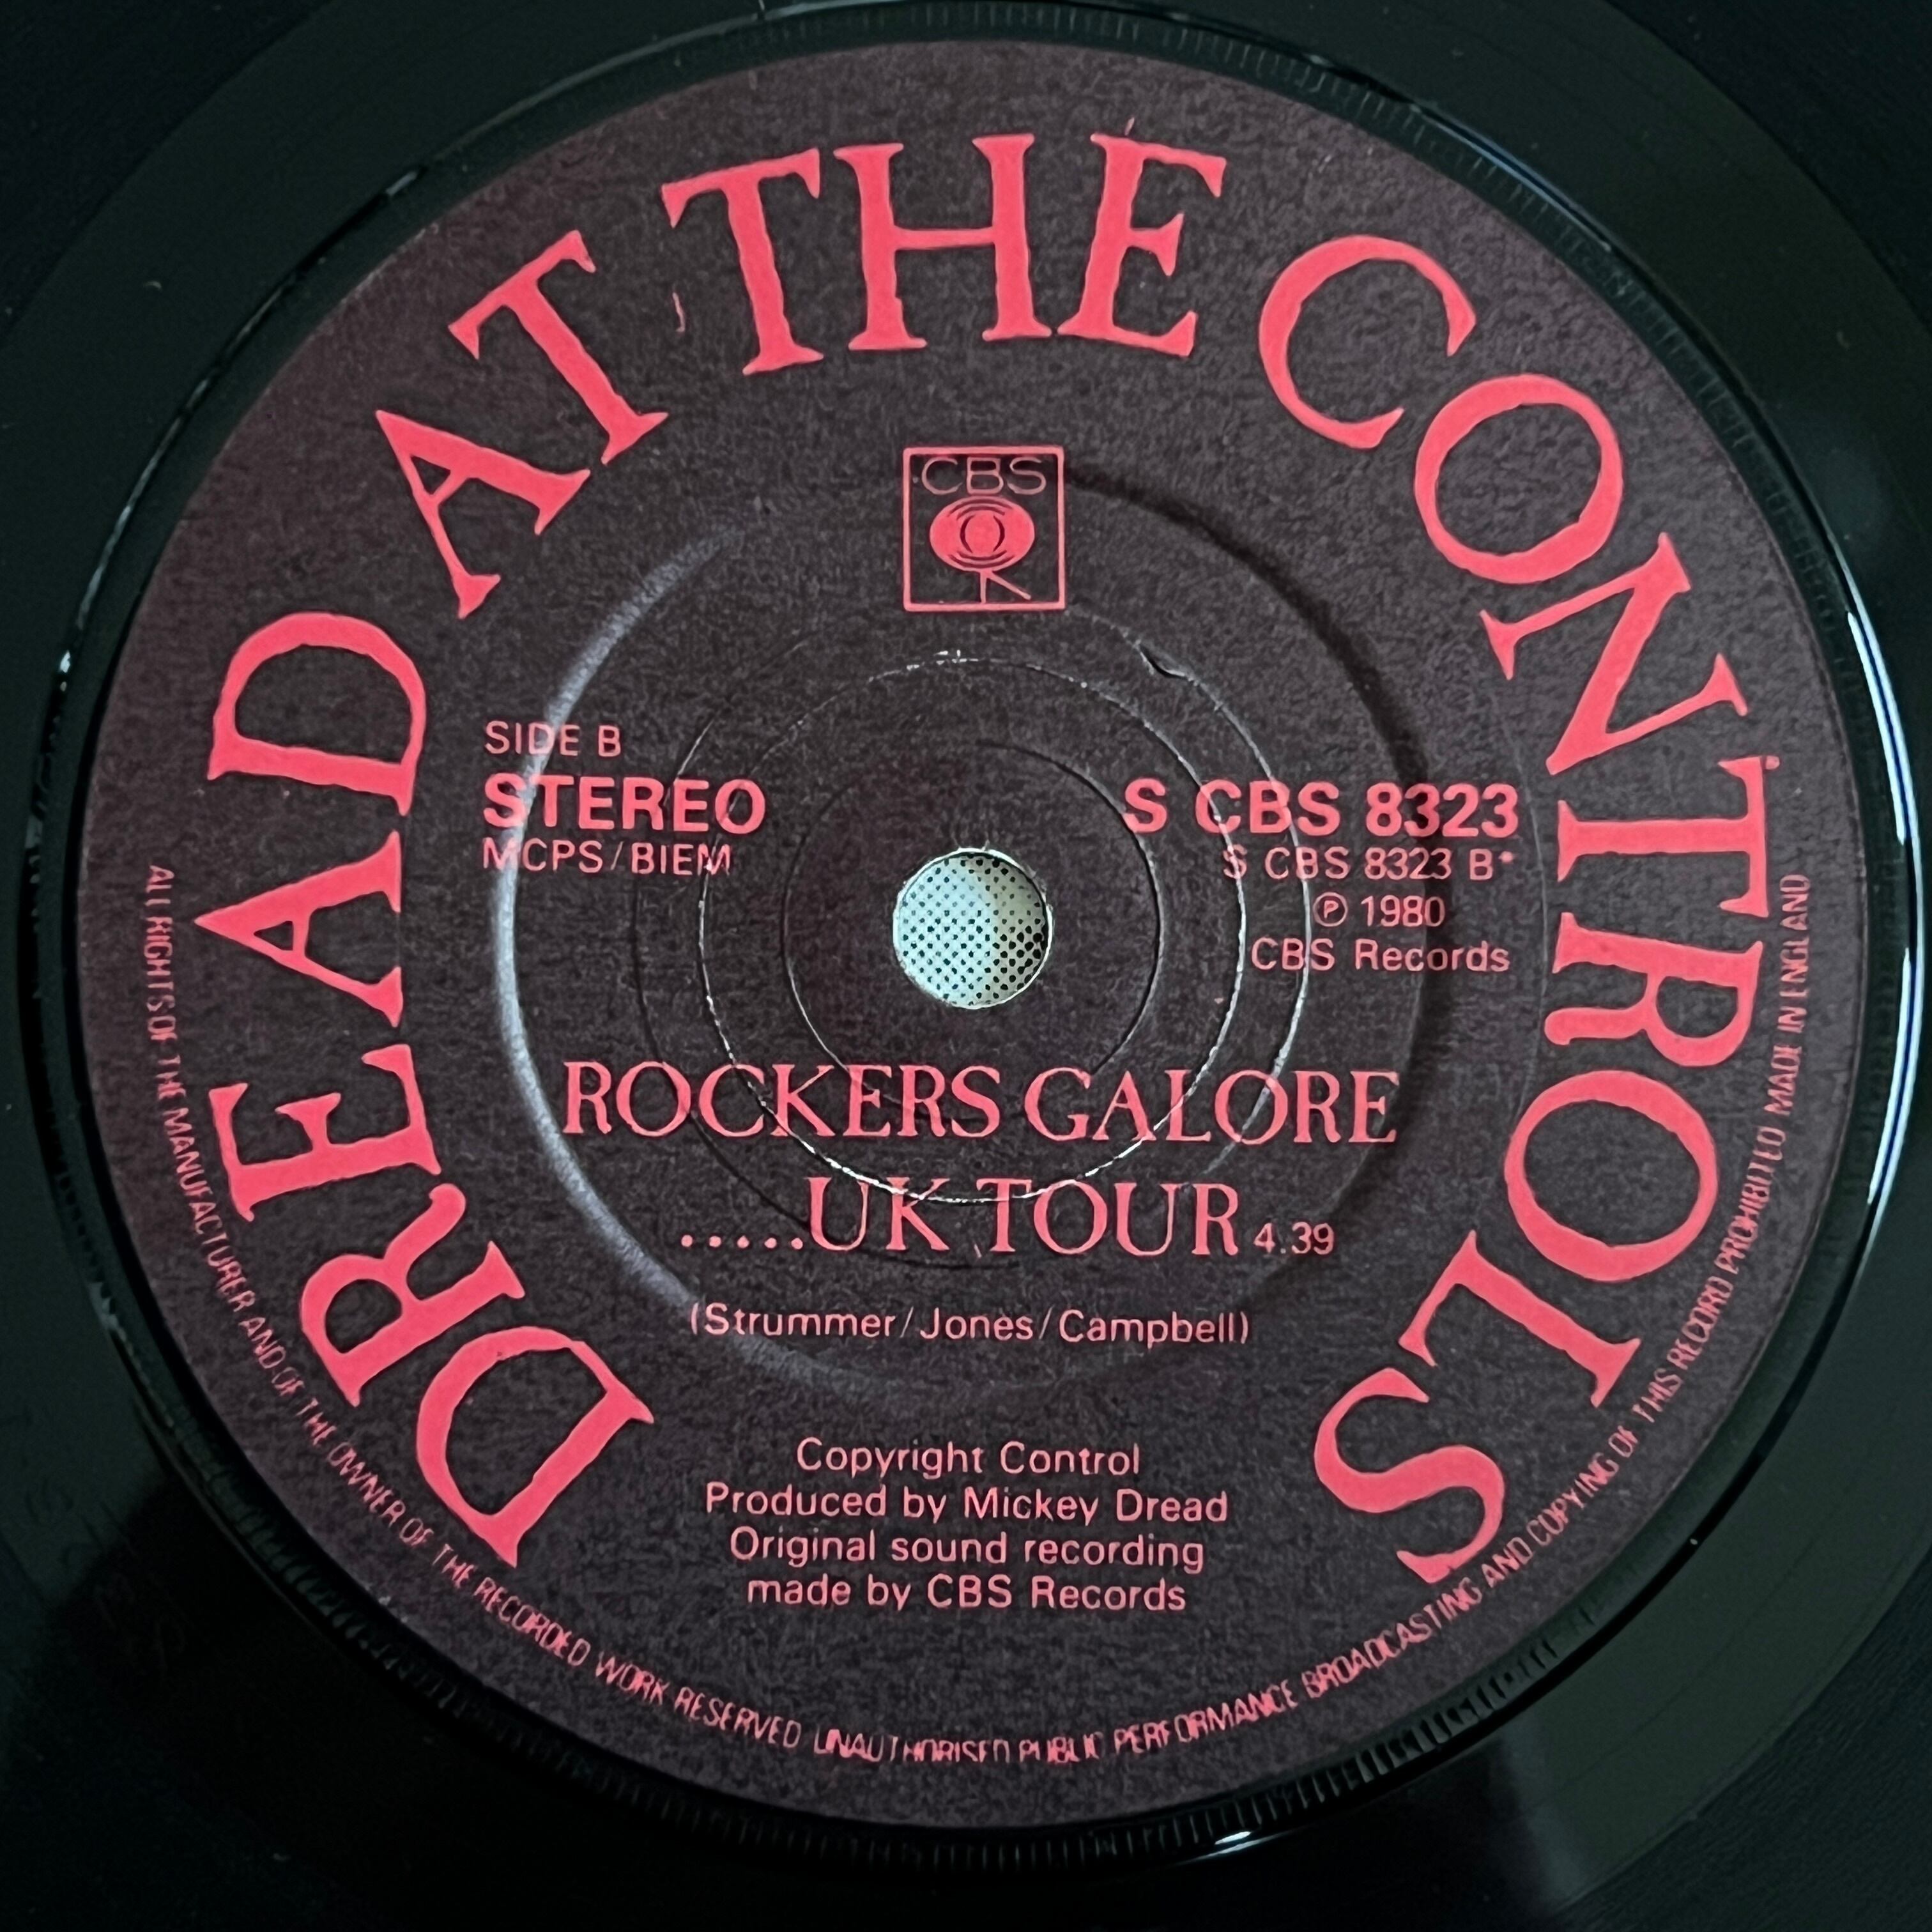 DREAD AT THE CONTROLS
CBS
SIDE B
STEREO
MCPS/BIEM
S CBS 8323
S CBS 8323 B*
℗ 1980
CBS Records
ROCKERS GALORE
.....UK TOUR 4.39
(Strummer/Jones/Campbell)
Copyright Control
Produced by Mickey Dread
Original sound recording
made by CBS Records
ALL RIGHTS OF THE MANUFACTURER AND OF THE OWNER OF THE RECORDED WORK RESERVED UNAUTHORISED PUBLIC PERFORMANCE BROADCASTING AND COPYING OF THIS RECORD PROHIBITED MADE IN ENGLAND